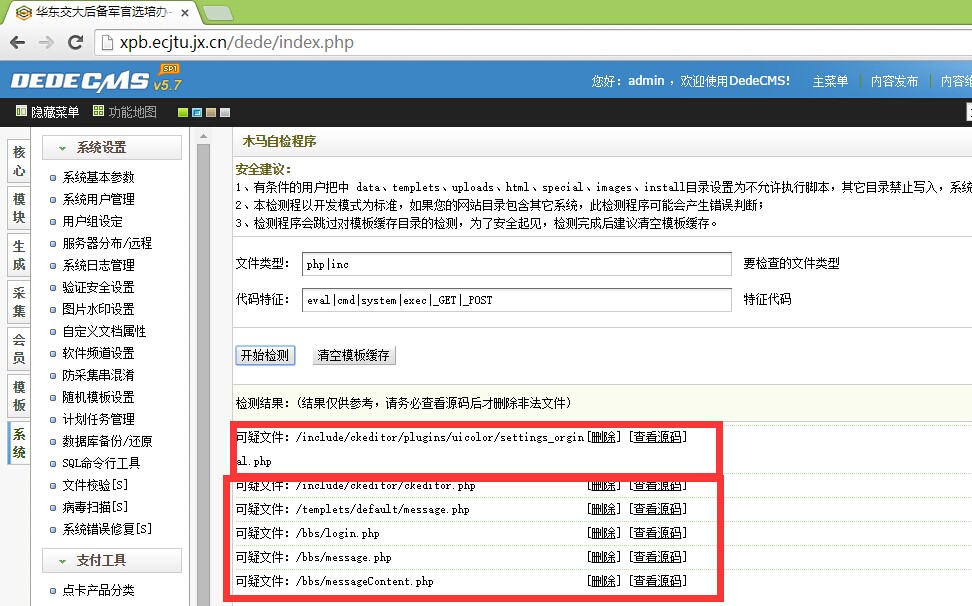 华东交大后备军官选培办-
xpb.ecjtu.jx.cn/dede/index.php
DEDECMS SP1 v5.7
您好：admin ，欢迎使用DedeCMS! 主菜单 内容发布
隐藏菜单 功能地图
核心
模块
生成
采集
会员
模板
系统
系统设置
系统基本参数
系统用户管理
用户组设定
服务器分布/远程
系统日志管理
验证安全设置
图片水印设置
自定义文档属性
软件频道设置
防采集串混淆
随机模板设置
计划任务管理
数据库备份/还原
SQL命令行工具
文件校验[S]
病毒扫描[S]
系统错误修复[S]
支付工具
点卡产品分类
木马自检程序
安全建议：
1、有条件的用户把中 data、templets、uploads、html、special、images、install目录设置为不允许执行脚本，其它目录禁止写入，系统
2、本检测程以开发模式为标准，如果您的网站目录包含其它系统，此检测程序可能会产生错误判断；
3、检测程序会跳过对模板缓存目录的检测，为了安全起见，检测完成后建议清空模板缓存。
文件类型： php|inc 要检查的文件类型
代码特征： eval|cmd|system|exec|_GET|_POST 特征代码
开始检测 清空模板缓存
检测结果：（结果仅供参考，请务必查看源码后才删除非法文件）
可疑文件：/include/ckeditor/plugins/uicolor/settings_orgin [删除] [查看源码]
al.php
可疑文件：/include/ckeditor/ckeditor.php [删除] [查看源码]
可疑文件：/templets/default/message.php [删除] [查看源码]
可疑文件：/bbs/login.php [删除] [查看源码]
可疑文件：/bbs/message.php [删除] [查看源码]
可疑文件：/bbs/messageContent.php [删除] [查看源码]